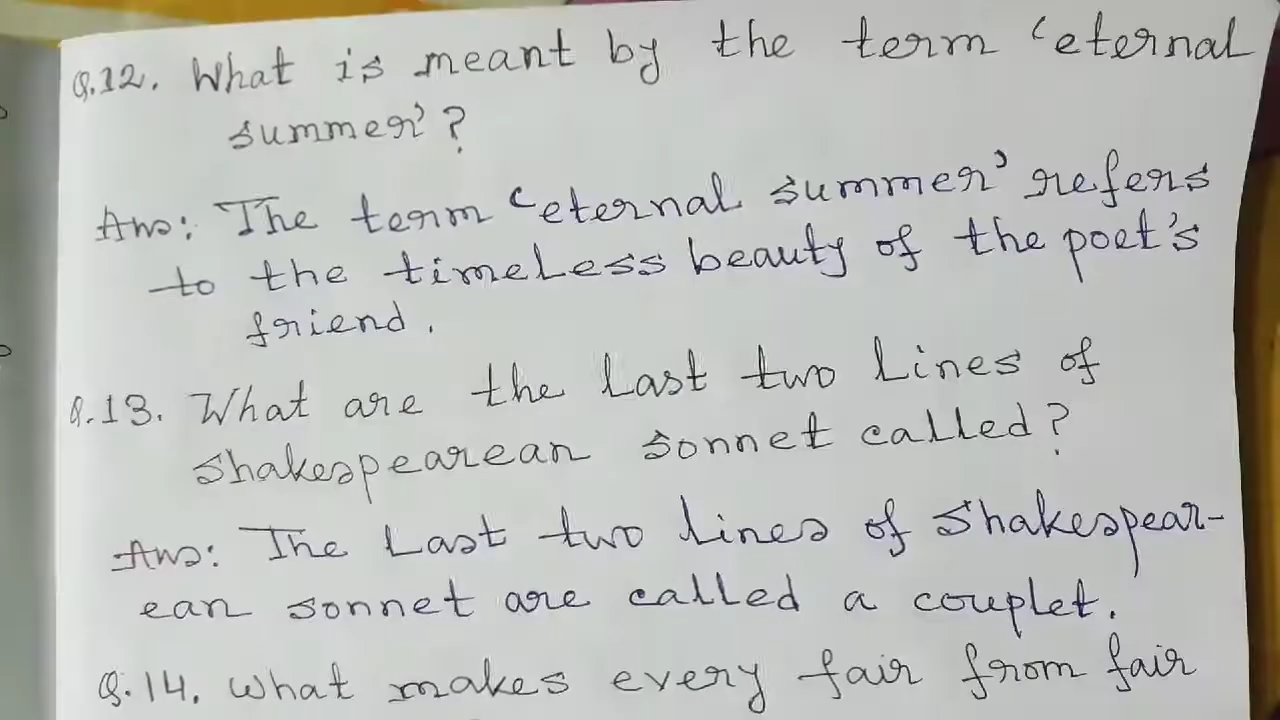 Q.12. What is meant by the term 'eternal
summer'?
Ans: The term 'eternal summer' refers
to the timeless beauty of the poet's
friend.
Q.13. What are the last two lines of
Shakespearean sonnet called?
Ans: The last two lines of Shakespear-
ean sonnet are called a couplet.
Q.14. What makes every fair from fair